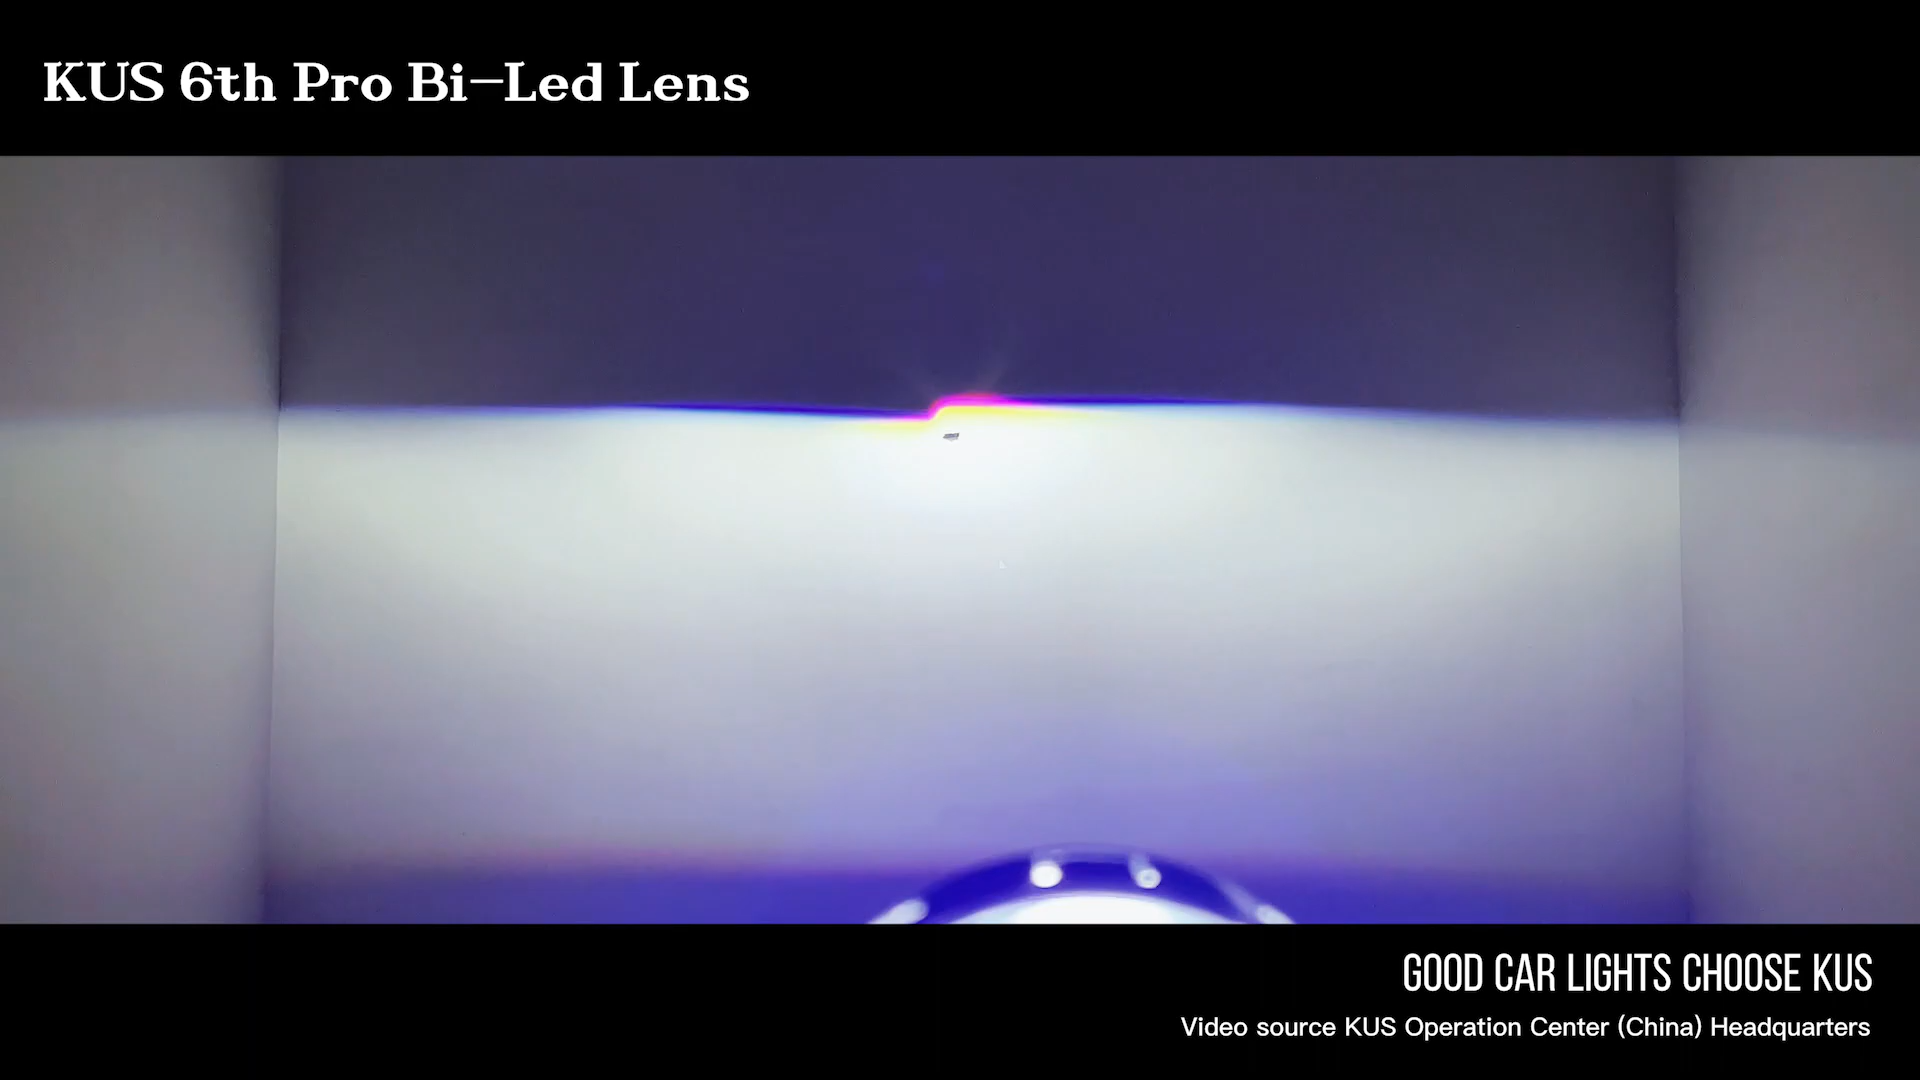 KUS 6th Pro Bi-Led Lens
GOOD CAR LIGHTS CHOOSE KUS
Video source KUS Operation Center (China) Headquarters